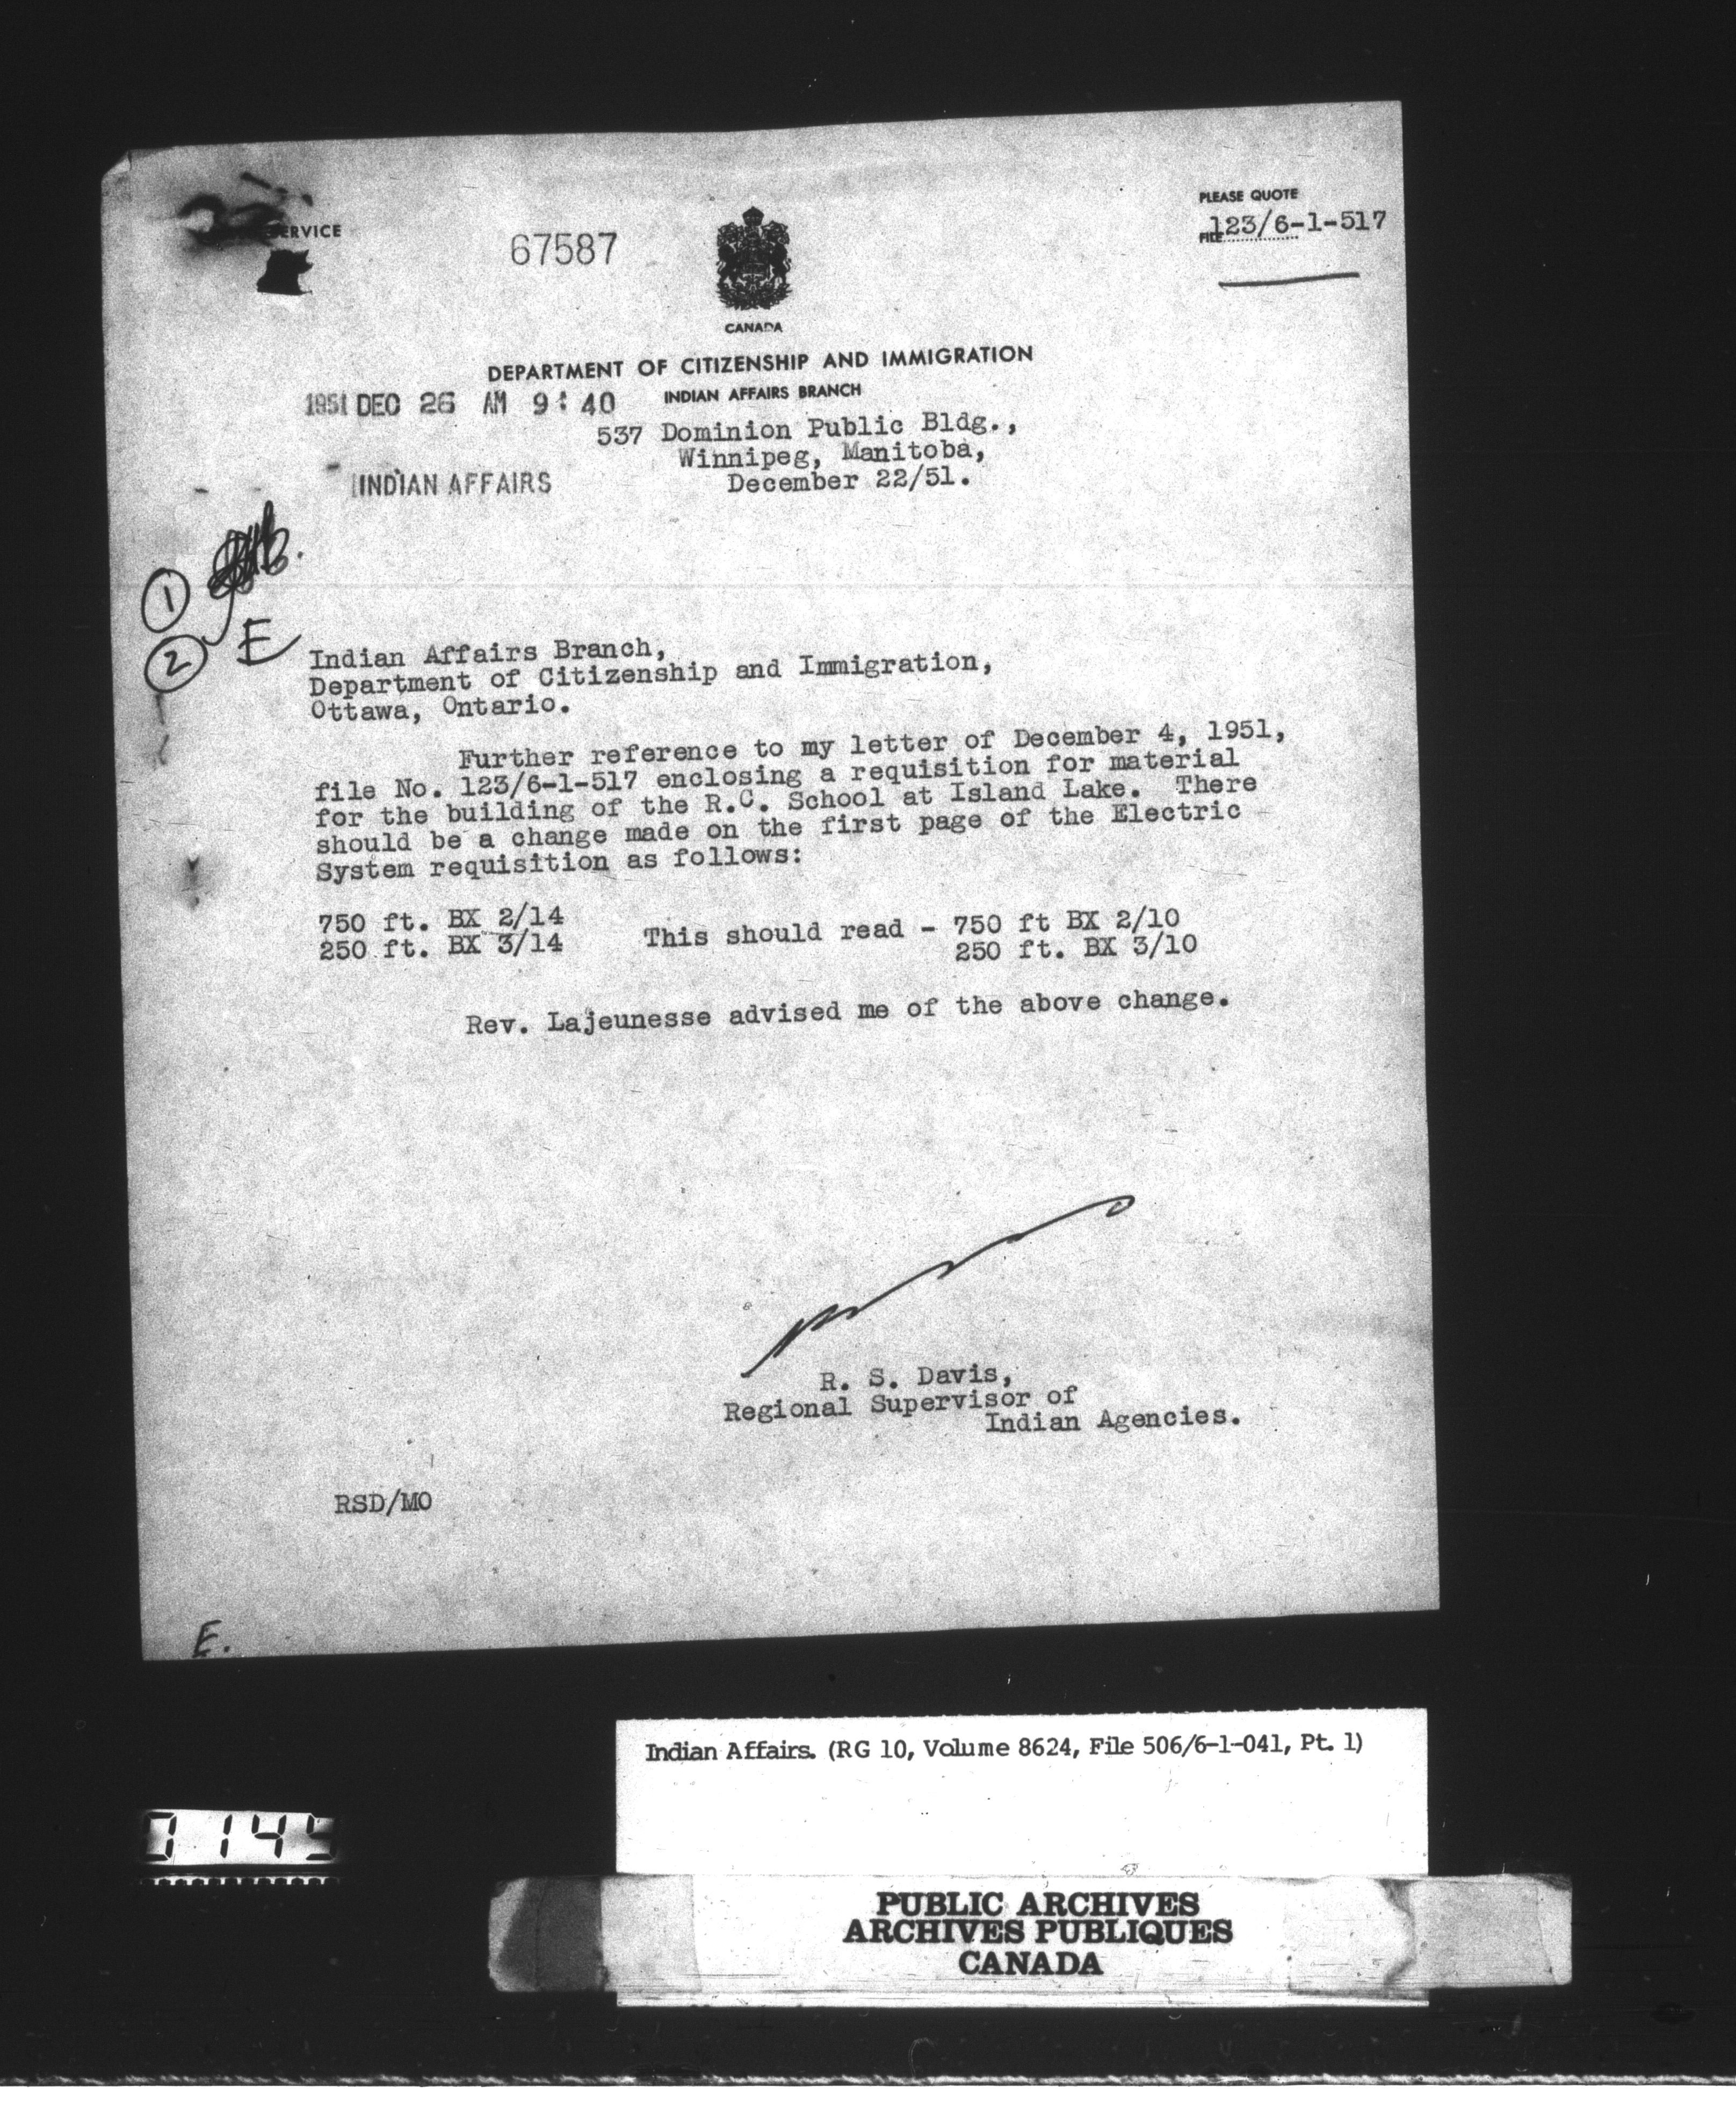 SERVICE
67587
PLEASE QUOTE
FILE 123/6-1-517
CANADA
DEPARTMENT OF CITIZENSHIP AND IMMIGRATION
INDIAN AFFAIRS BRANCH
1951 DEC 26 AM 9:40
537 Dominion Public Bldg.,
Winnipeg, Manitoba,
December 22/51.
INDIAN AFFAIRS
1
2 E
Indian Affairs Branch,
Department of Citizenship and Immigration,
Ottawa, Ontario.
Further reference to my letter of December 4, 1951,
file No. 123/6-1-517 enclosing a requisition for material
for the building of the R.C. School at Island Lake. There
should be a change made on the first page of the Electric
System requisition as follows:
750 ft. BX 2/14
250 ft. BX 3/14
This should read - 750 ft BX 2/10
250 ft. BX 3/10
Rev. Lajeunesse advised me of the above change.
R. S. Davis,
Regional Supervisor of
Indian Agencies.
RSD/MO
E.
Indian Affairs. (RG 10, Volume 8624, File 506/6-1-041, Pt. 1)
PUBLIC ARCHIVES
ARCHIVES PUBLIQUES
CANADA